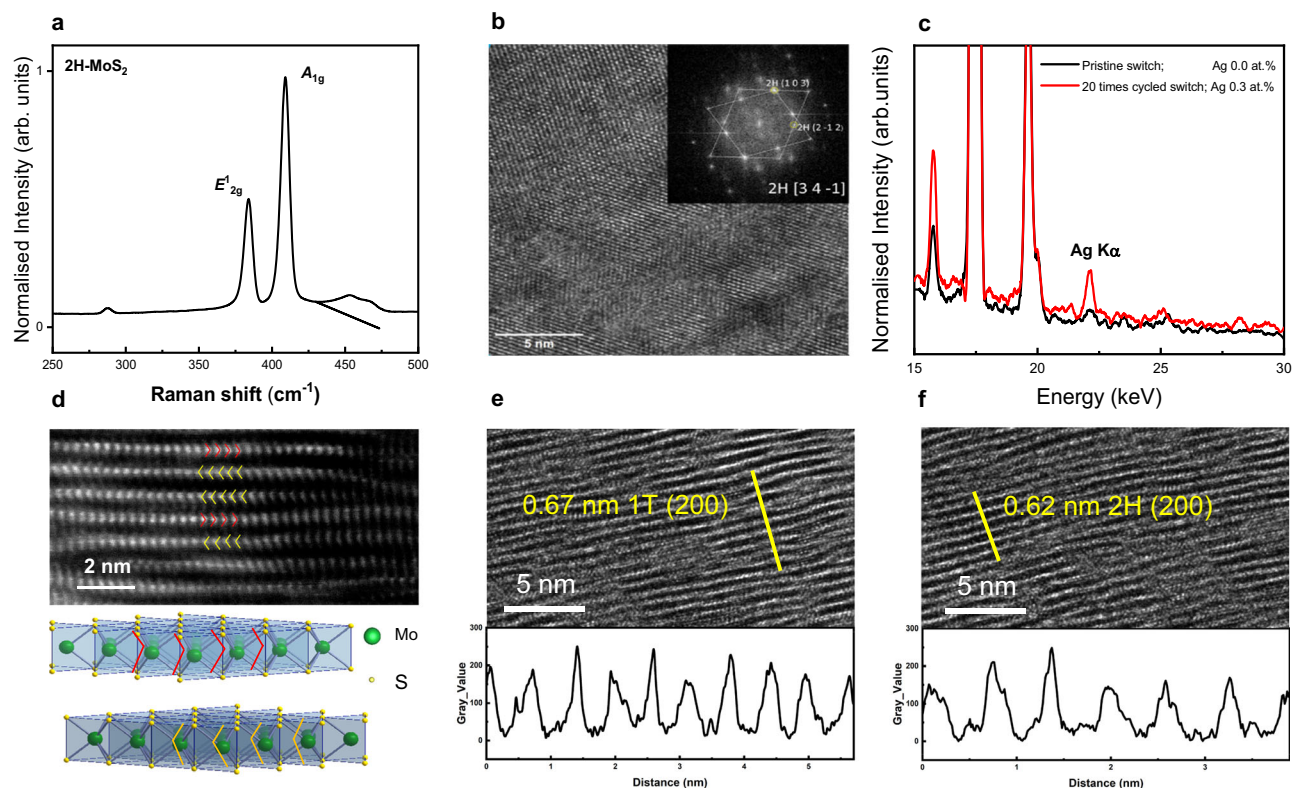 a
2H-MoS2
A1g
E12g
Normalised Intensity (arb. units)
1
0
250 300 350 400 450 500
Raman shift (cm-1)
b
2H (1 0 3)
2H (2 -1 2)
2H [3 4 -1]
5 nm
c
Pristine switch; Ag 0.0 at.%
20 times cycled switch; Ag 0.3 at.%
Ag Kα
Normalised Intensity (arb.units)
15 20 25 30
Energy (keV)
d
2 nm
Mo
S
e
0.67 nm 1T (200)
5 nm
Gray_Value
300
200
100
0
0 1 2 3 4 5
Distance (nm)
f
0.62 nm 2H (200)
5 nm
Gray_Value
300
200
100
0
0 1 2 3
Distance (nm)